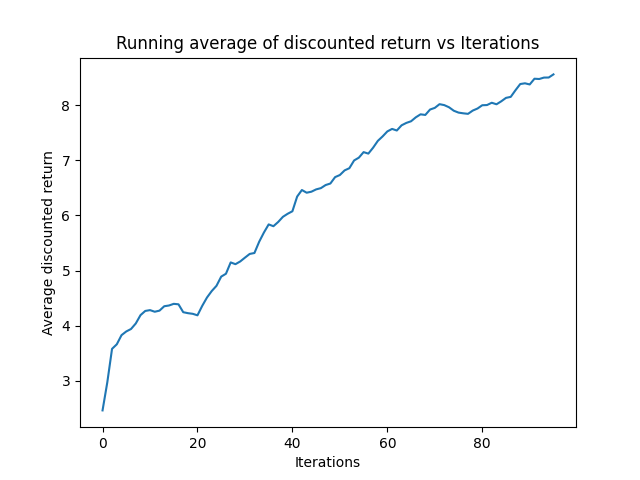 Running average of discounted return vs Iterations
Average discounted return
8
7
6
5
4
3
0 20 40 60 80
Iterations